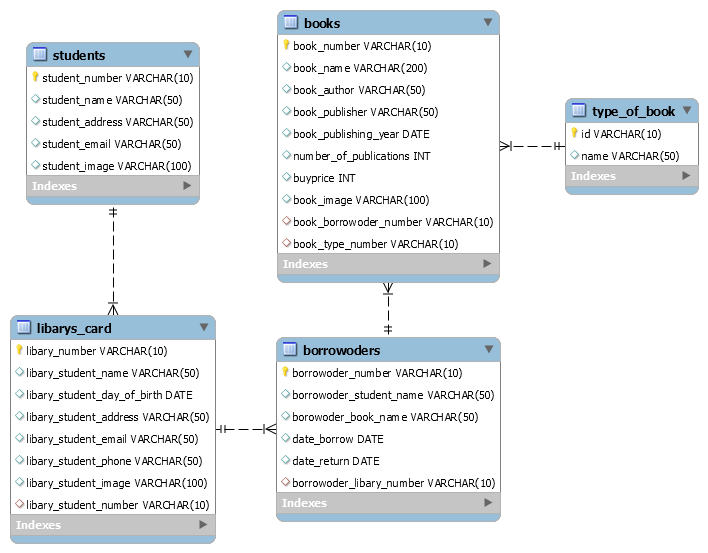 students
student_number VARCHAR(10)
student_name VARCHAR(50)
student_address VARCHAR(50)
student_email VARCHAR(50)
student_image VARCHAR(100)
Indexes
books
book_number VARCHAR(10)
book_name VARCHAR(200)
book_author VARCHAR(50)
book_publisher VARCHAR(50)
book_publishing_year DATE
number_of_publications INT
buyprice INT
book_image VARCHAR(100)
book_borrowoder_number VARCHAR(10)
book_type_number VARCHAR(10)
Indexes
type_of_book
id VARCHAR(10)
name VARCHAR(50)
Indexes
libarys_card
libary_number VARCHAR(10)
libary_student_name VARCHAR(50)
libary_student_day_of_birth DATE
libary_student_address VARCHAR(50)
libary_student_email VARCHAR(50)
libary_student_phone VARCHAR(50)
libary_student_image VARCHAR(100)
libary_student_number VARCHAR(10)
Indexes
borrowoders
borrowoder_number VARCHAR(10)
borrowoder_student_name VARCHAR(50)
borowoder_book_name VARCHAR(50)
date_borrow DATE
date_return DATE
borrowoder_libary_number VARCHAR(10)
Indexes